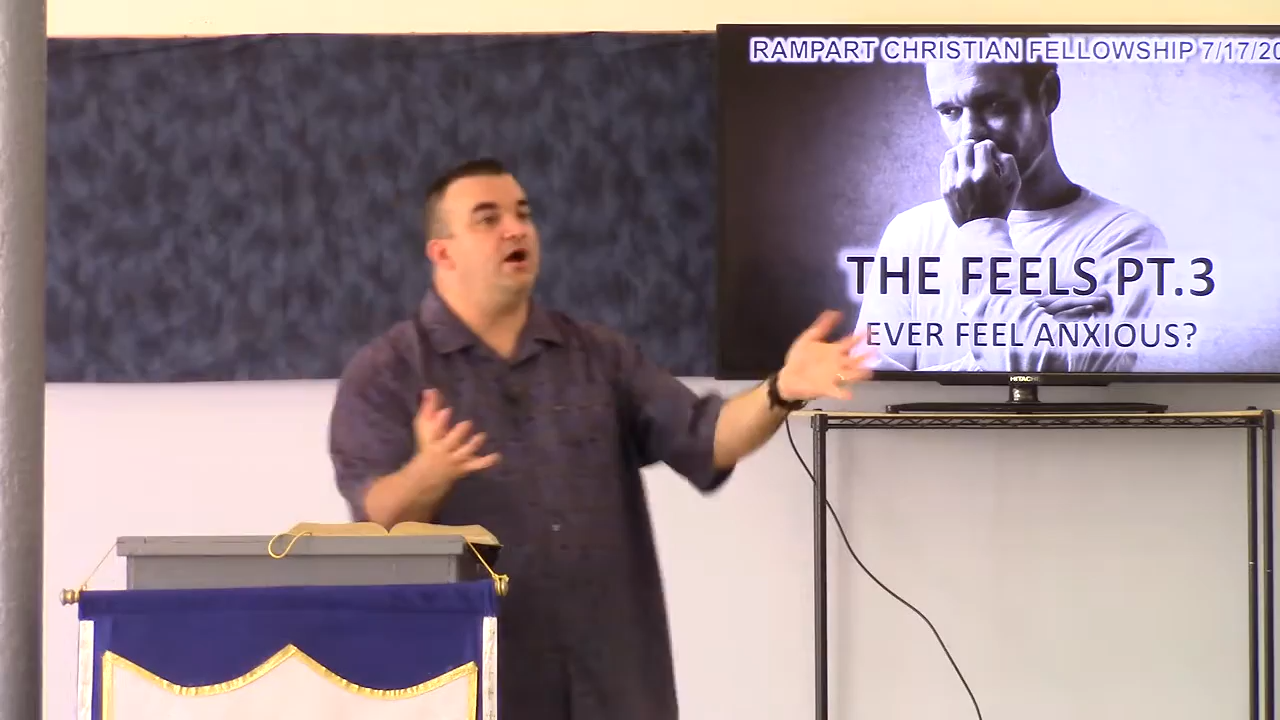 RAMPART CHRISTIAN FELLOWSHIP 7/17/20
THE FEELS PT.3
EVER FEEL ANXIOUS?
HITACHI